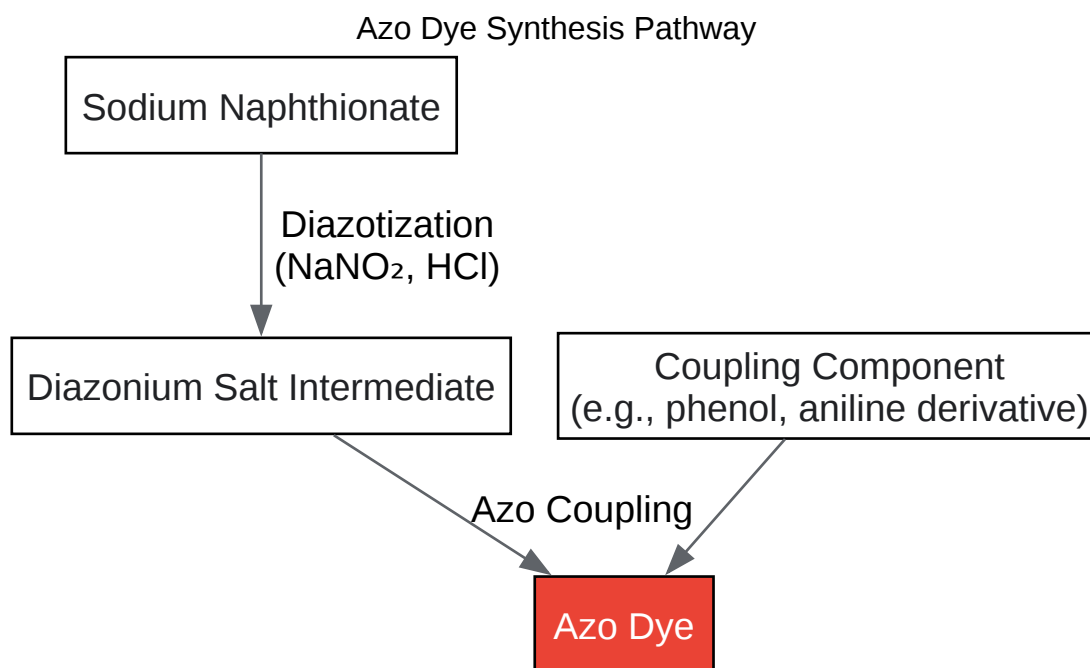 Azo Dye Synthesis Pathway
Sodium Naphthionate
Diazotization
(NaNO₂, HCl)
Diazonium Salt Intermediate
Coupling Component
(e.g., phenol, aniline derivative)
Azo Coupling
Azo Dye